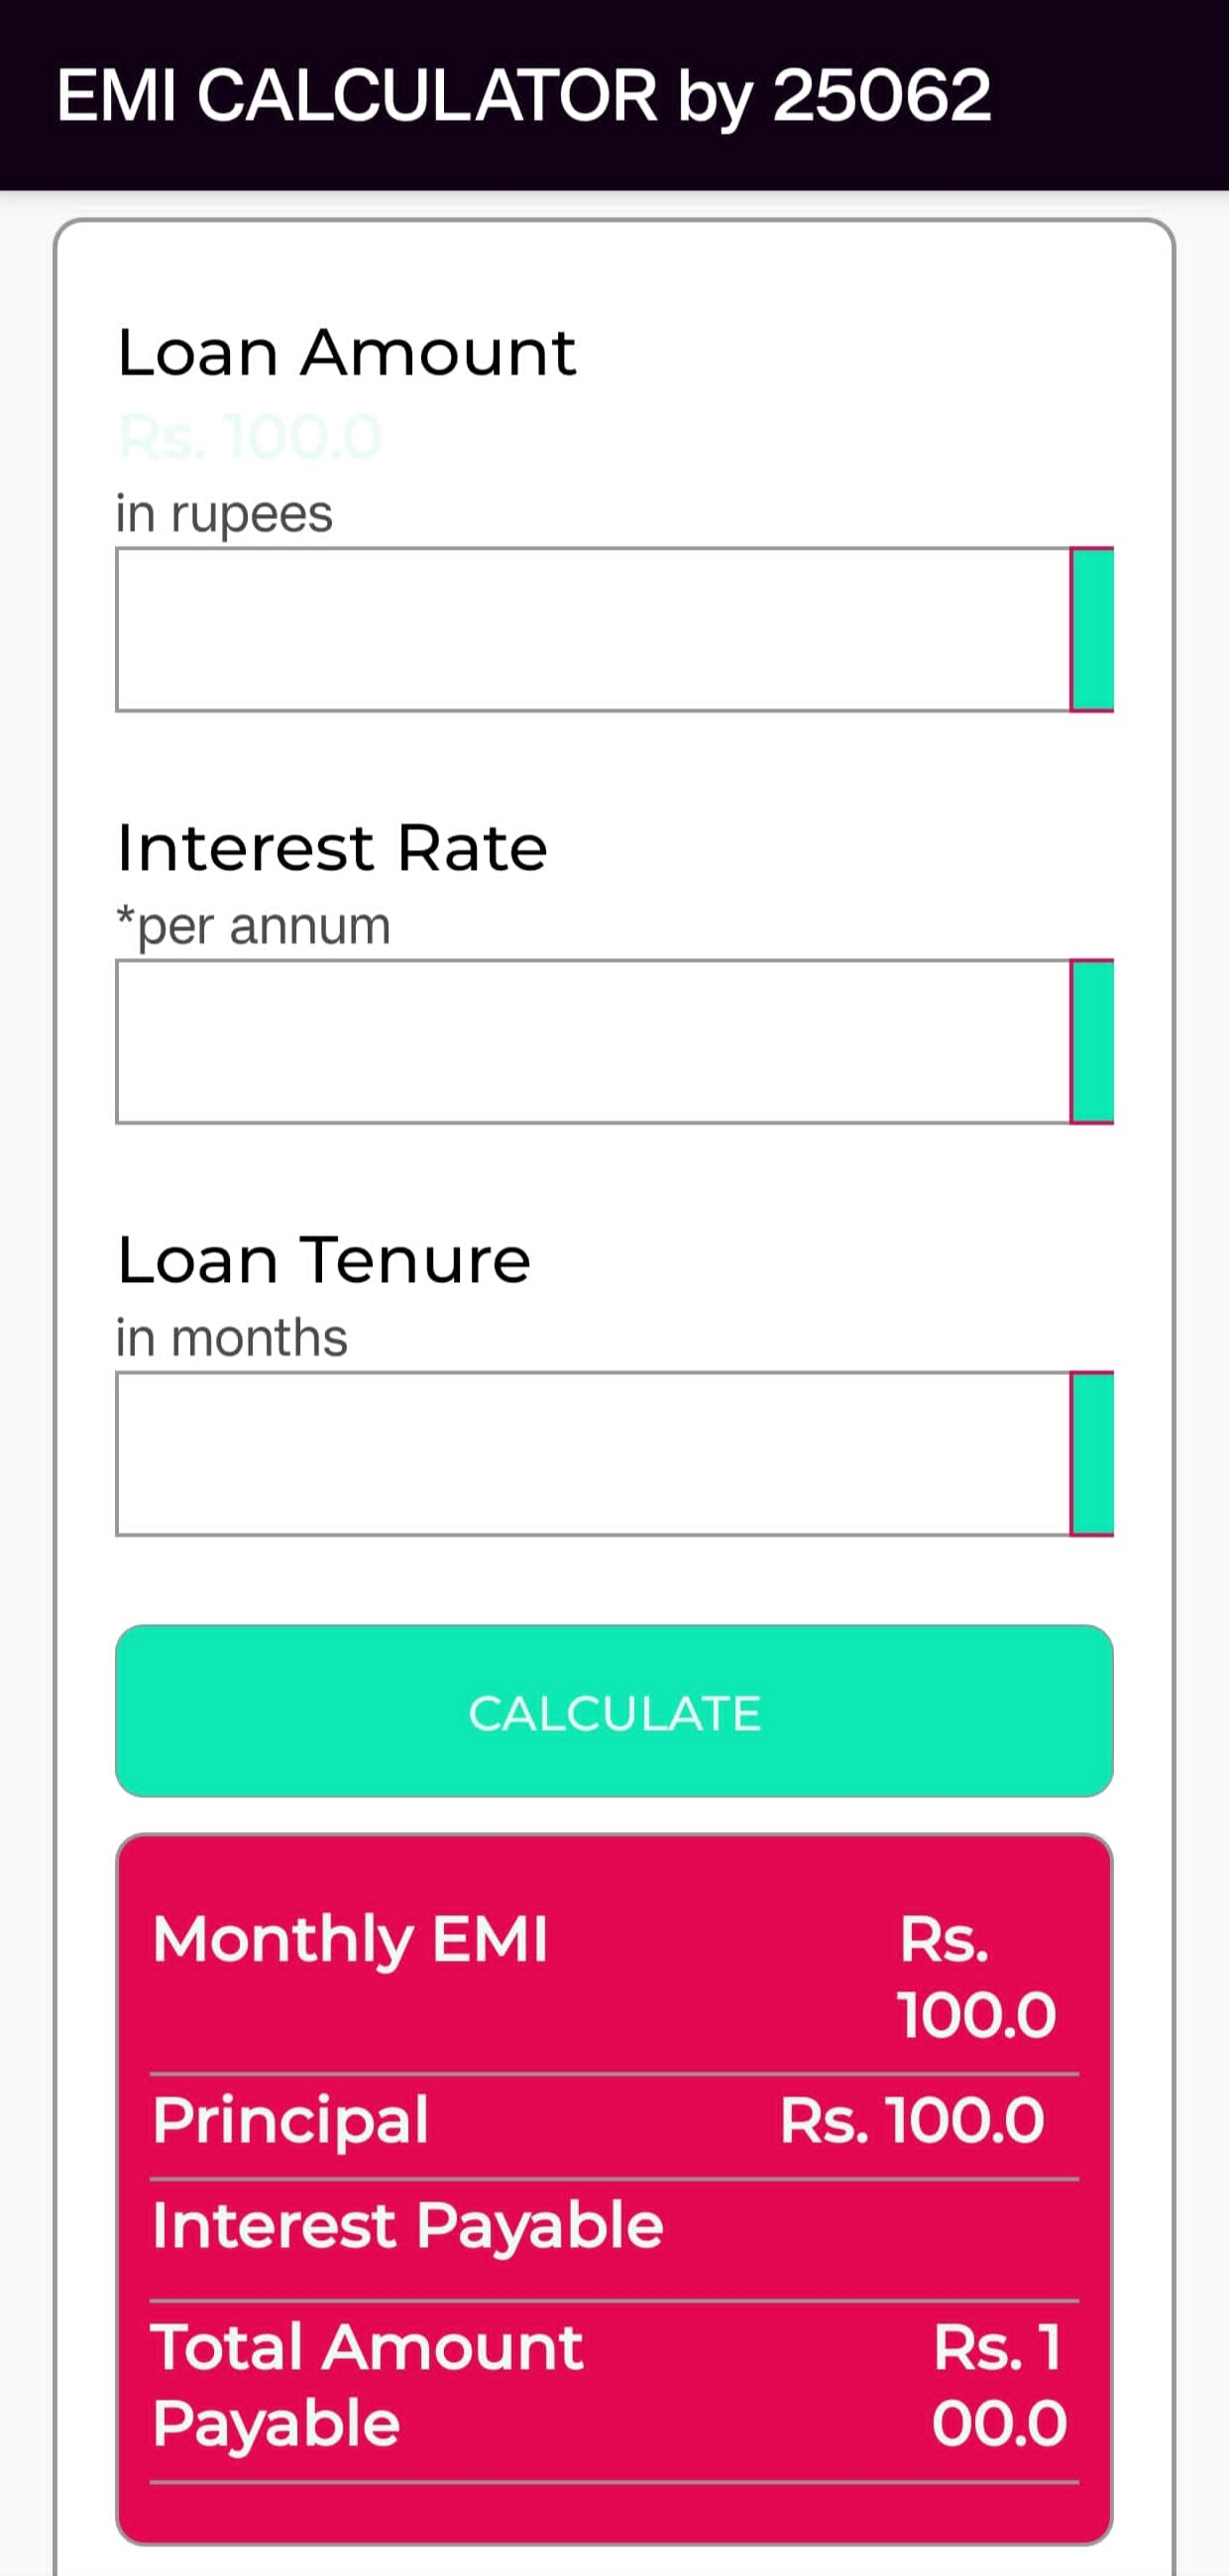 EMI CALCULATOR by 25062
Loan Amount
Rs. 100.0
in rupees
Interest Rate
*per annum
Loan Tenure
in months
CALCULATE
Monthly EMI Rs.
100.0
Principal Rs. 100.0
Interest Payable
Total Amount Rs. 1
Payable 00.0